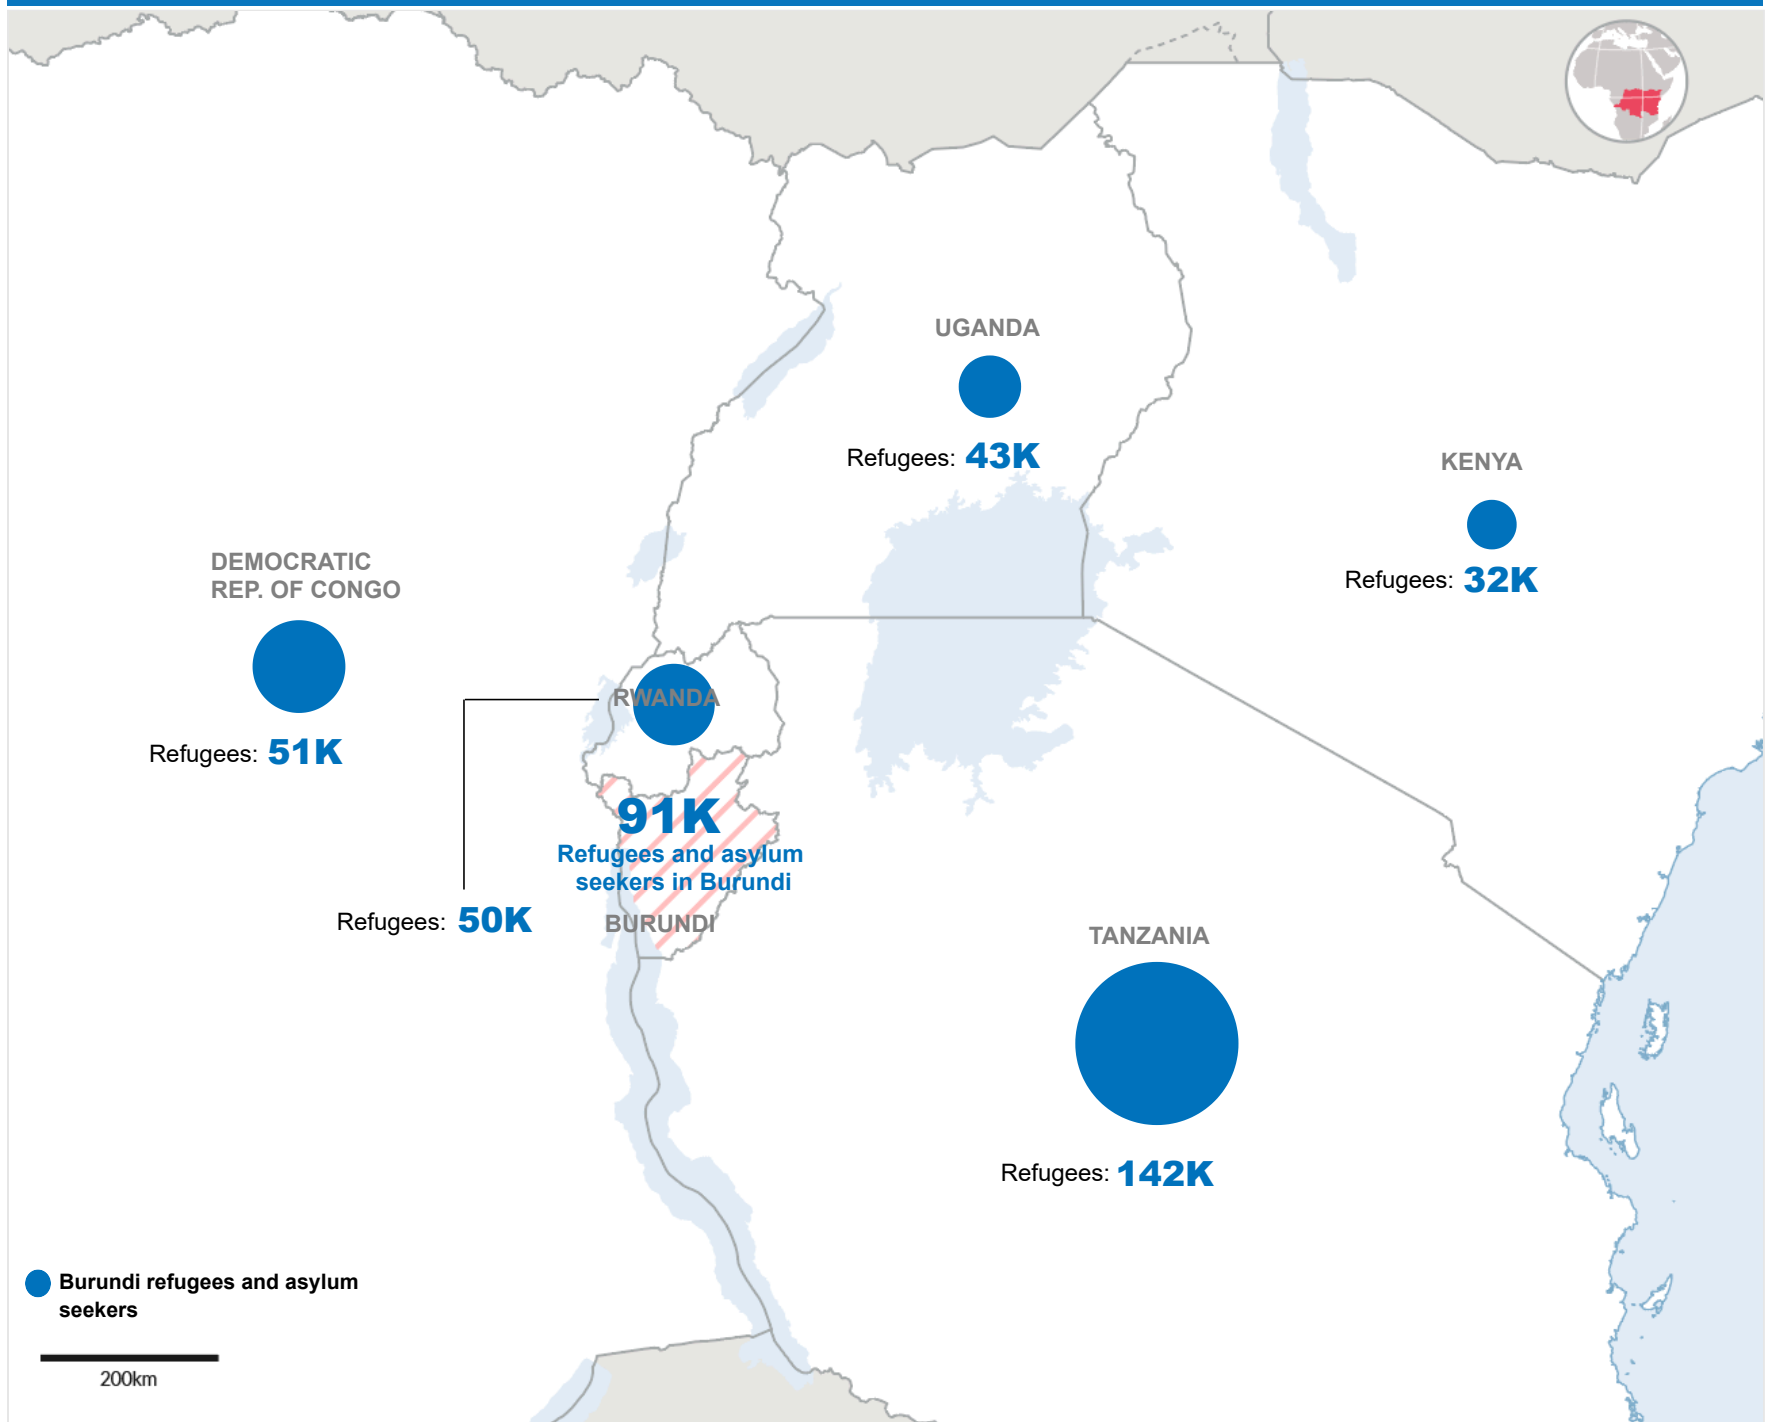 UGANDA
Refugees: 43K
KENYA
Refugees: 32K
DEMOCRATIC
REP. OF CONGO
Refugees: 51K
RWANDA
Refugees: 50K
91K
Refugees and asylum
seekers in Burundi
BURUNDI
TANZANIA
Refugees: 142K
Burundi refugees and asylum
seekers
200km